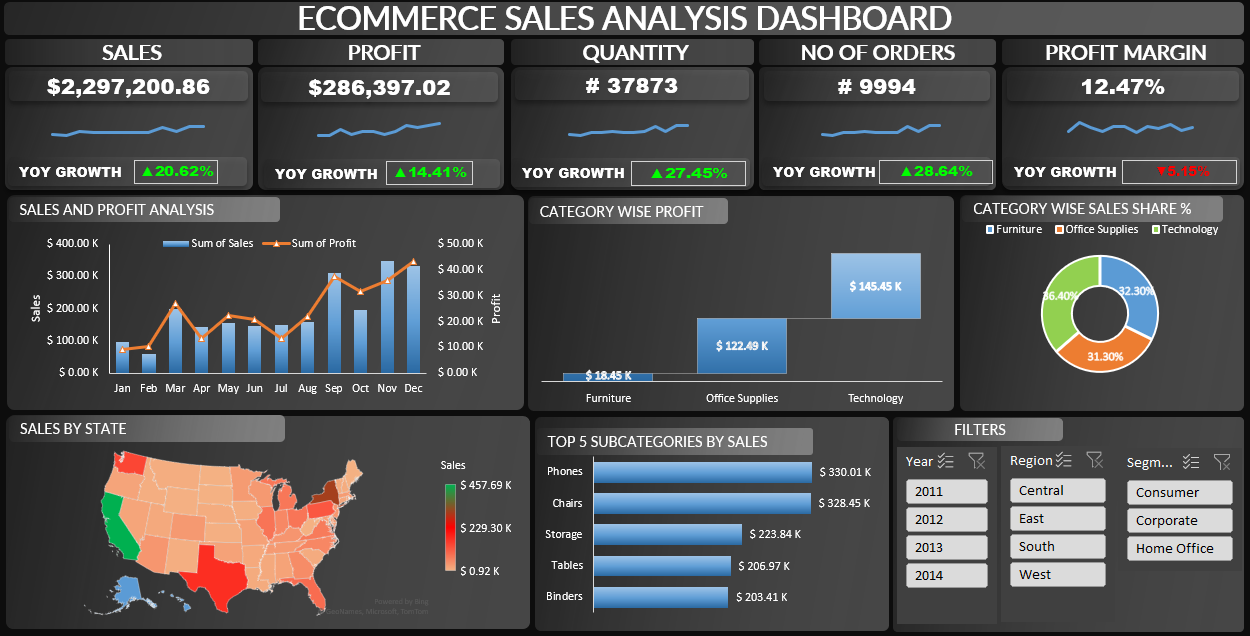 ECOMMERCE SALES ANALYSIS DASHBOARD
SALES
$2,297,200.86
YOY GROWTH ▲20.62%
PROFIT
$286,397.02
YOY GROWTH ▲14.41%
QUANTITY
# 37873
YOY GROWTH ▲27.45%
NO OF ORDERS
# 9994
YOY GROWTH ▲28.64%
PROFIT MARGIN
12.47%
YOY GROWTH ▼5.15%
SALES AND PROFIT ANALYSIS
Sum of Sales Sum of Profit
Sales
$ 400.00 K
$ 300.00 K
$ 200.00 K
$ 100.00 K
$ 0.00 K
$ 50.00 K
$ 40.00 K
$ 30.00 K
$ 20.00 K
$ 10.00 K
$ 0.00 K
Profit
Jan Feb Mar Apr May Jun Jul Aug Sep Oct Nov Dec
CATEGORY WISE PROFIT
$ 145.45 K
$ 122.49 K
$ 18.45 K
Furniture Office Supplies Technology
CATEGORY WISE SALES SHARE %
Furniture Office Supplies Technology
36.40% 32.30%
31.30%
SALES BY STATE
Sales
$ 457.69 K
$ 229.30 K
$ 0.92 K
Powered by Bing
GeoNames, Microsoft, TomTom
TOP 5 SUBCATEGORIES BY SALES
Phones $ 330.01 K
Chairs $ 328.45 K
Storage $ 223.84 K
Tables $ 206.97 K
Binders $ 203.41 K
FILTERS
Year
2011
2012
2013
2014
Region
Central
East
South
West
Segm...
Consumer
Corporate
Home Office